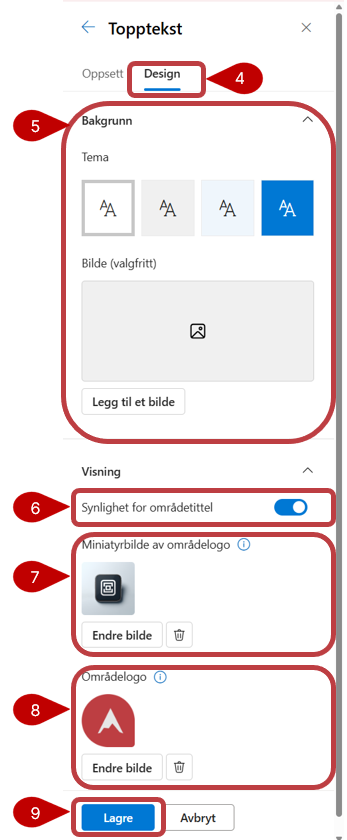 Topptekst
Oppsett Design 4
5 Bakgrunn
Tema
AA AA AA AA
Bilde (valgfritt)
Legg til et bilde
Visning
6 Synlighet for områdetittel
Miniatyrbilde av områdelogo
7
Endre bilde
Områdelogo
8
Endre bilde
9 Lagre Avbryt